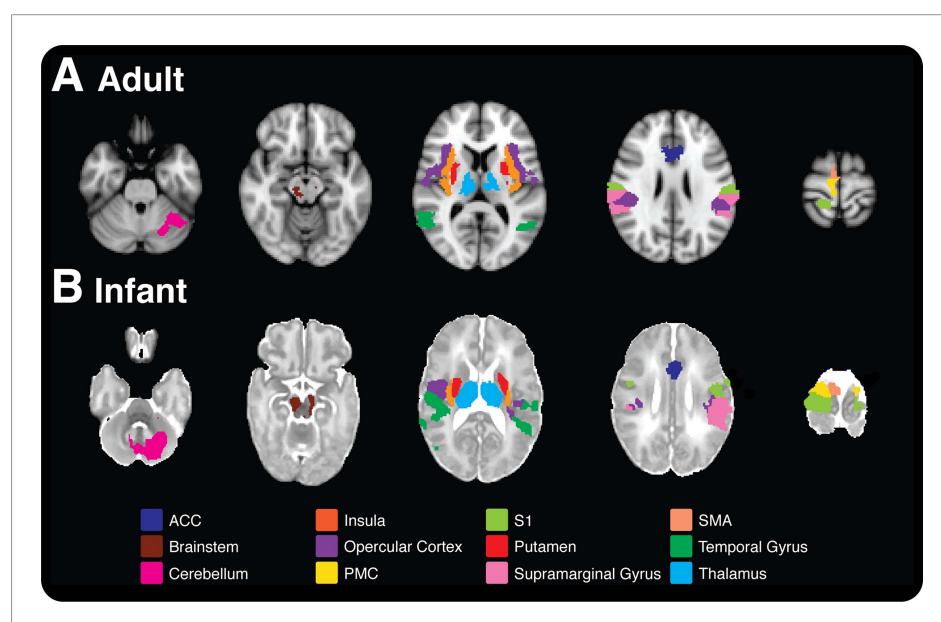 A Adult
B Infant
ACC
Insula
S1
SMA
Brainstem
Opercular Cortex
Putamen
Temporal Gyrus
Cerebellum
PMC
Supramarginal Gyrus
Thalamus